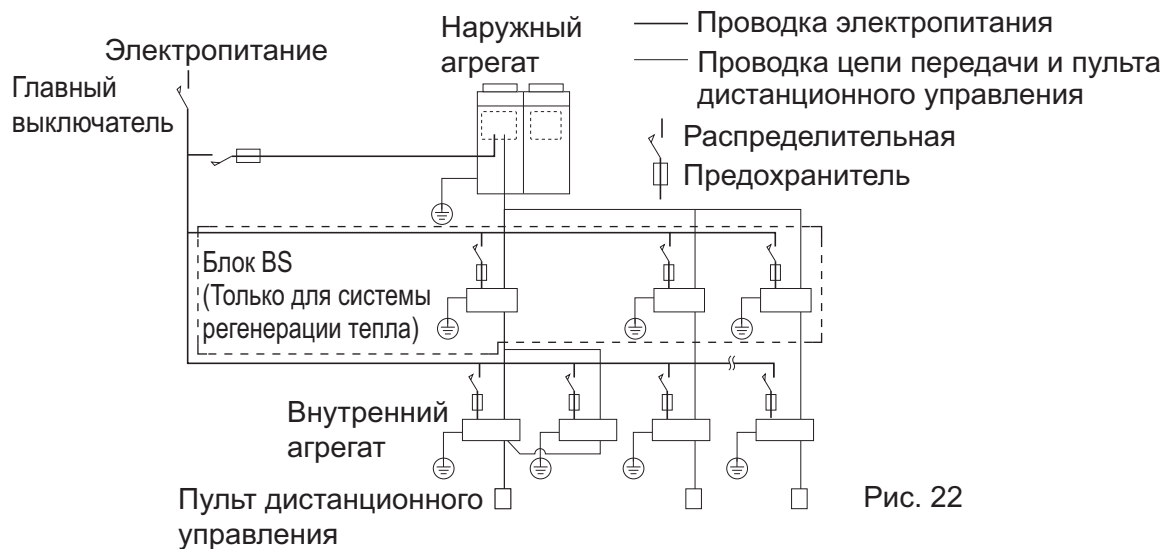 Электропитание
Главный
выключатель
Наружный
агрегат
Проводка электропитания
Проводка цепи передачи и пульта
дистанционного управления
Распределительная
Предохранитель
Блок BS
(Только для системы
регенерации тепла)
Внутренний
агрегат
Пульт дистанционного
управления
Рис. 22